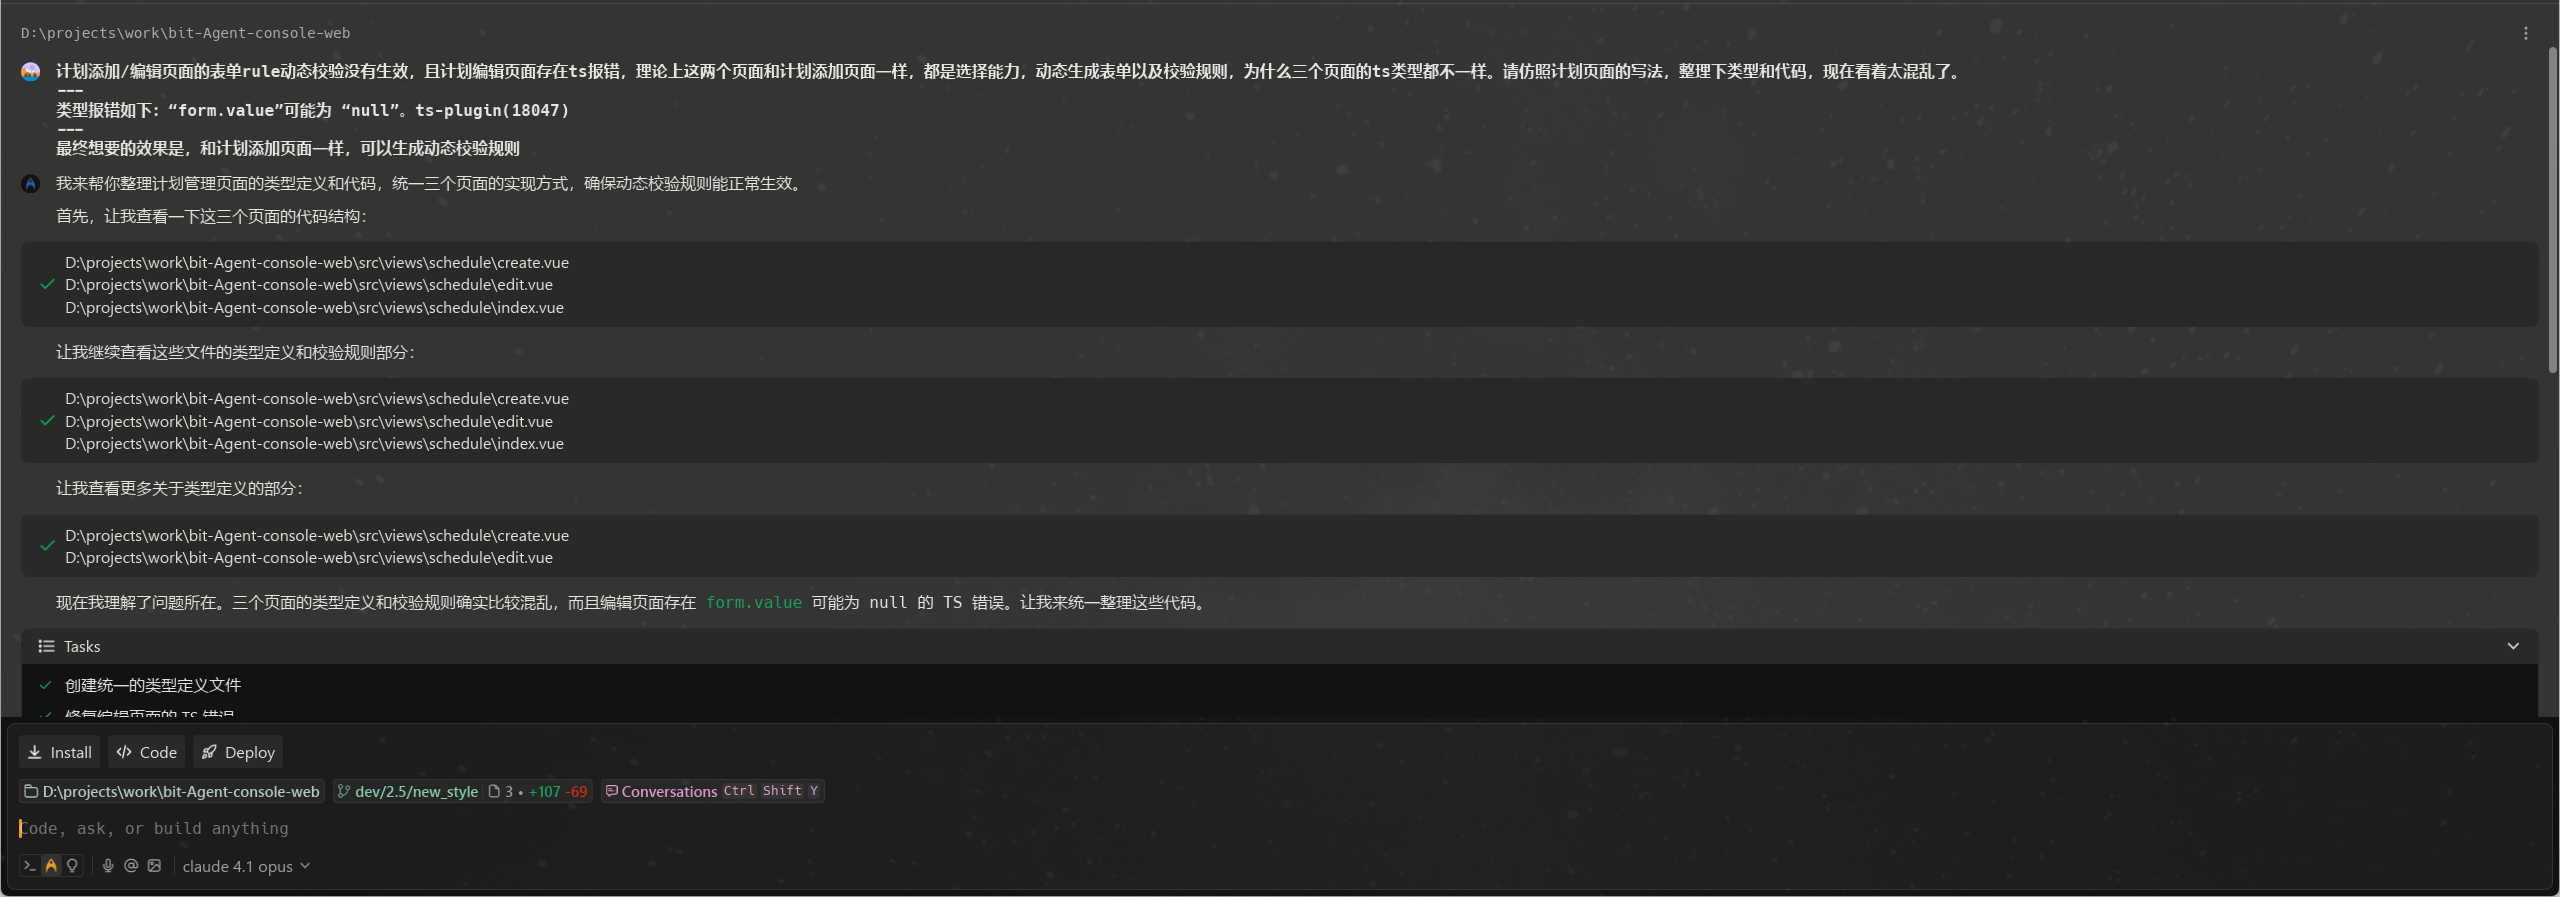 D:\projects\work\bit-Agent-console-web
计划添加/编辑页面的表单rule动态校验没有生效，且计划编辑页面存在ts报错，理论上这两个页面和计划添加页面一样，都是选择能力，动态生成表单以及校验规则，为什么三个页面的ts类型都不一样。请仿照计划页面的写法，整理下类型和代码，现在看着太混乱了。
---
类型报错如下：“form.value”可能为 “null”。ts-plugin(18047)
---
最终想要的效果是，和计划添加页面一样，可以生成动态校验规则
我来帮你整理计划管理页面的类型定义和代码，统一三个页面的实现方式，确保动态校验规则能正常生效。
首先，让我查看一下这三个页面的代码结构：
D:\projects\work\bit-Agent-console-web\src\views\schedule\create.vue
D:\projects\work\bit-Agent-console-web\src\views\schedule\edit.vue
D:\projects\work\bit-Agent-console-web\src\views\schedule\index.vue
让我继续查看这些文件的类型定义和校验规则部分：
D:\projects\work\bit-Agent-console-web\src\views\schedule\create.vue
D:\projects\work\bit-Agent-console-web\src\views\schedule\edit.vue
D:\projects\work\bit-Agent-console-web\src\views\schedule\index.vue
让我查看更多关于类型定义的部分：
D:\projects\work\bit-Agent-console-web\src\views\schedule\create.vue
D:\projects\work\bit-Agent-console-web\src\views\schedule\edit.vue
现在我理解了问题所在。三个页面的类型定义和校验规则确实比较混乱，而且编辑页面存在 form.value 可能为 null 的 TS 错误。让我来统一整理这些代码。
Tasks
创建统一的类型定义文件
修复编辑页面的 TS 错误
Install Code Deploy
D:\projects\work\bit-Agent-console-web dev/2.5/new_style 3 • +107 -69 Conversations Ctrl Shift Y
Code, ask, or build anything
claude 4.1 opus